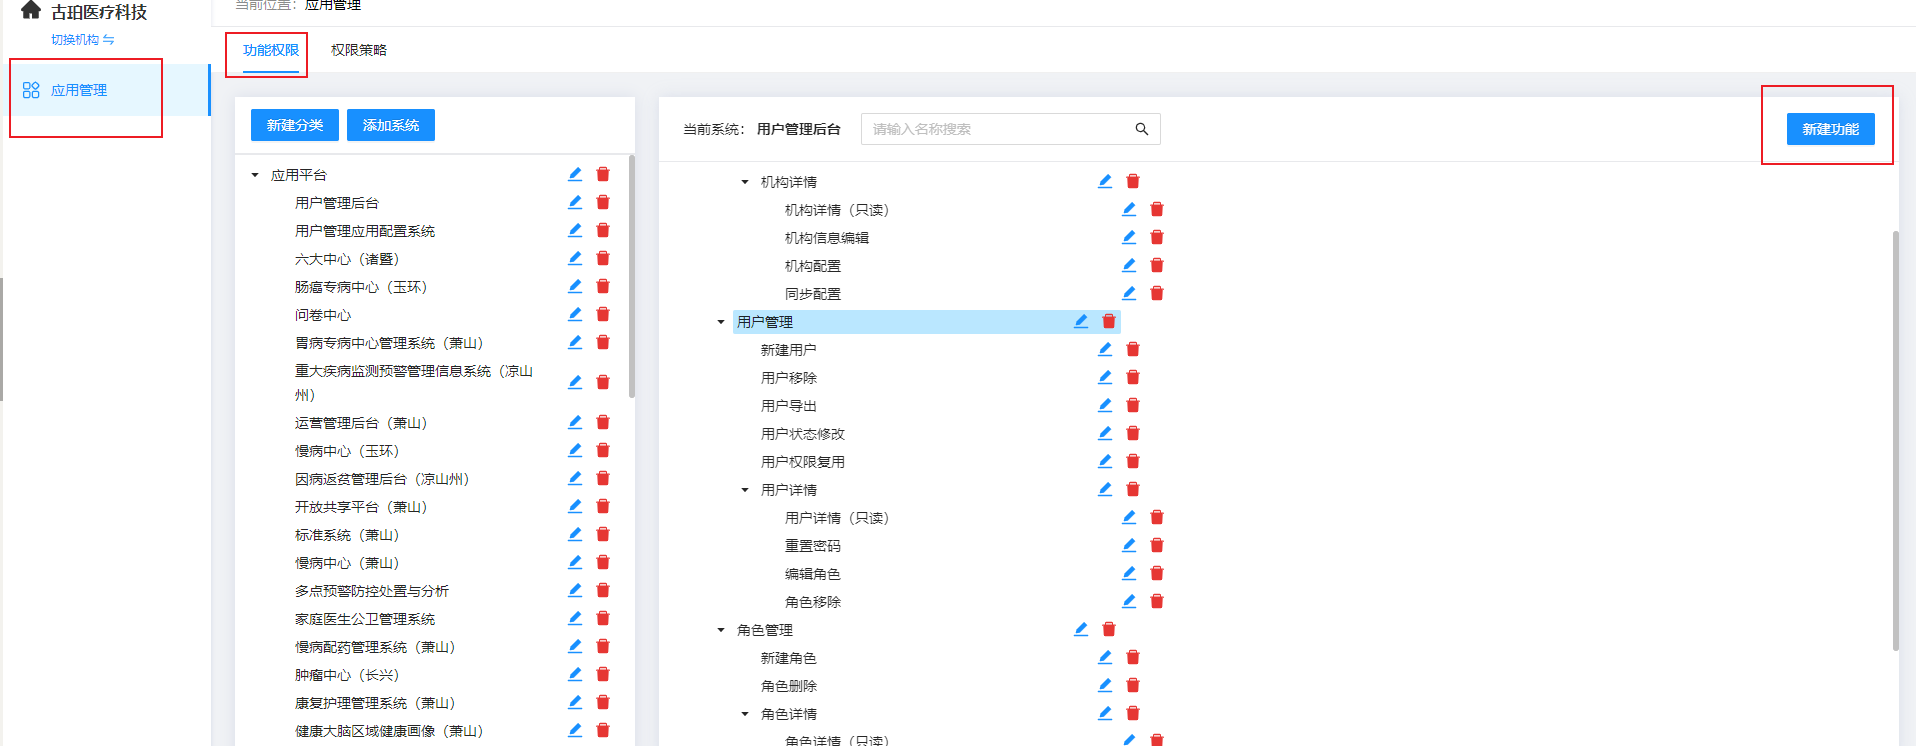 古珀医疗科技
切换机构
应用管理
当前位置：应用管理
功能权限
权限策略
新建分类
添加系统
应用平台
用户管理后台
用户管理应用配置系统
六大中心（诸暨）
肠癌专病中心（玉环）
问卷中心
胃病专病中心管理系统（萧山）
重大疾病监测预警管理信息系统（凉山
州）
运营管理后台（萧山）
慢病中心（玉环）
因病返贫管理后台（凉山州）
开放共享平台（萧山）
标准系统（萧山）
慢病中心（萧山）
多点预警防控处置与分析
家庭医生公卫管理系统
慢病配药管理系统（萧山）
肿瘤中心（长兴）
康复护理管理系统（萧山）
健康大脑区域健康画像（萧山）
当前系统：用户管理后台
请输入名称搜索
新建功能
机构详情
机构详情（只读）
机构信息编辑
机构配置
同步配置
用户管理
新建用户
用户移除
用户导出
用户状态修改
用户权限复用
用户详情
用户详情（只读）
重置密码
编辑角色
角色移除
角色管理
新建角色
角色删除
角色详情
角色详情（只读）